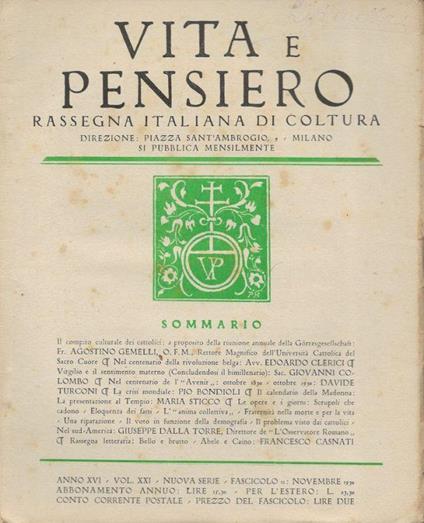 VITA E
PENSIERO
RASSEGNA ITALIANA DI COLTURA
DIREZIONE: PIAZZA SANT'AMBROGIO, 9 - MILANO
SI PUBBLICA MENSILMENTE
VP
SOMMARIO
Il compito culturale dei cattolici: a proposito della riunione annuale della Görresgesellschaft:
Fr. AGOSTINO GEMELLI, O. F. M., Rettore Magnifico dell'Università Cattolica del
Sacro Cuore ¶ Nel centenario della rivoluzione belga: Avv. EDOARDO CLERICI ¶
Virgilio e il sentimento materno (Concludendosi il bimillenario): Sac. GIOVANNI CO-
LOMBO ¶ Nel centenario de l'"Avenir": ottobre 1830 - ottobre 1930: DAVIDE
TURCONI ¶ La crisi mondiale: PIO BONDIOLI ¶ Il calendario della Madonna:
La presentazione al Tempio: MARIA STICCO ¶ Le opere e i giorni: Scrupoli che
cadono - Eloquenza dei fatti - L'"anima collettiva" - Fraternità nella morte e per la vita
- Una riparazione - Il voto in funzione della demografia - Il problema visto dai cattolici -
Nel sud-America: GIUSEPPE DALLA TORRE, Direttore de "L'Osservatore Romano"
¶ Rassegna letteraria: Bello e brutto - Abele e Caino: FRANCESCO CASNATI
ANNO XVI - VOL. XXI - NUOVA SERIE - FASCICOLO 11: NOVEMBRE 1930
ABBONAMENTO ANNUO: LIRE 17,50 - PER L'ESTERO: L. 27,50
CONTO CORRENTE POSTALE - PREZZO DEL FASCICOLO: LIRE DUE